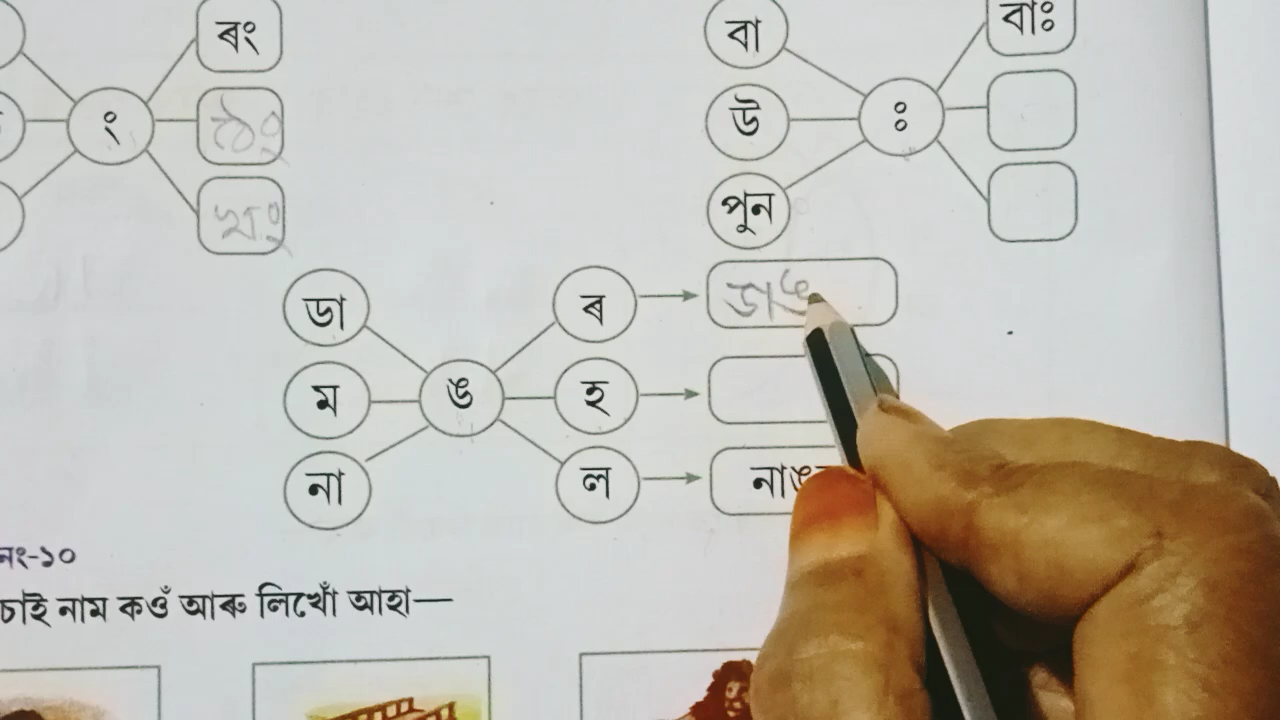 ৰং
ং
ঠং
খং
বা
উ
পুন
ঃ
বাঃ
ডা
ম
না
ঙ
ৰ
হ
ল
ডাঙ
নাঙ
নং-১০
চাই নাম কওঁ আৰু লিখোঁ আহা—